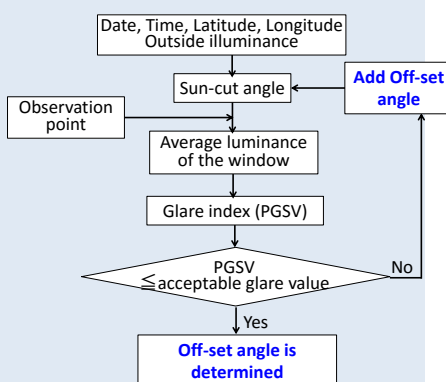 Date, Time, Latitude, Longitude
Outside illuminance
Sun-cut angle
Add Off-set
angle
Observation
point
Average luminance
of the window
Glare index (PGSV)
PGSV
≦acceptable glare value
No
Yes
Off-set angle is
determined